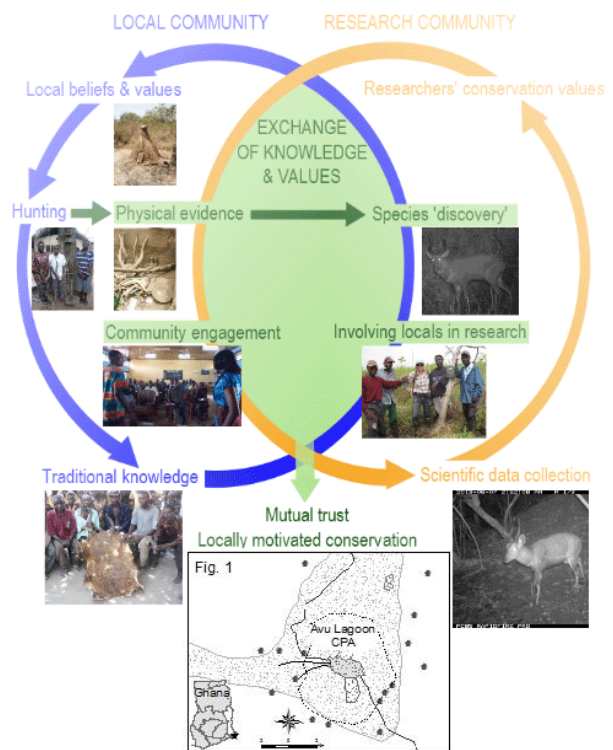 LOCAL COMMUNITY
RESEARCH COMMUNITY
Local beliefs & values
Researchers' conservation values
EXCHANGE
OF KNOWLEDGE
& VALUES
Hunting
Physical evidence
Species 'discovery'
Community engagement
Involving locals in research
Traditional knowledge
Scientific data collection
Mutual trust
Locally motivated conservation
Fig. 1
Avu Lagoon
CPA
Ghana